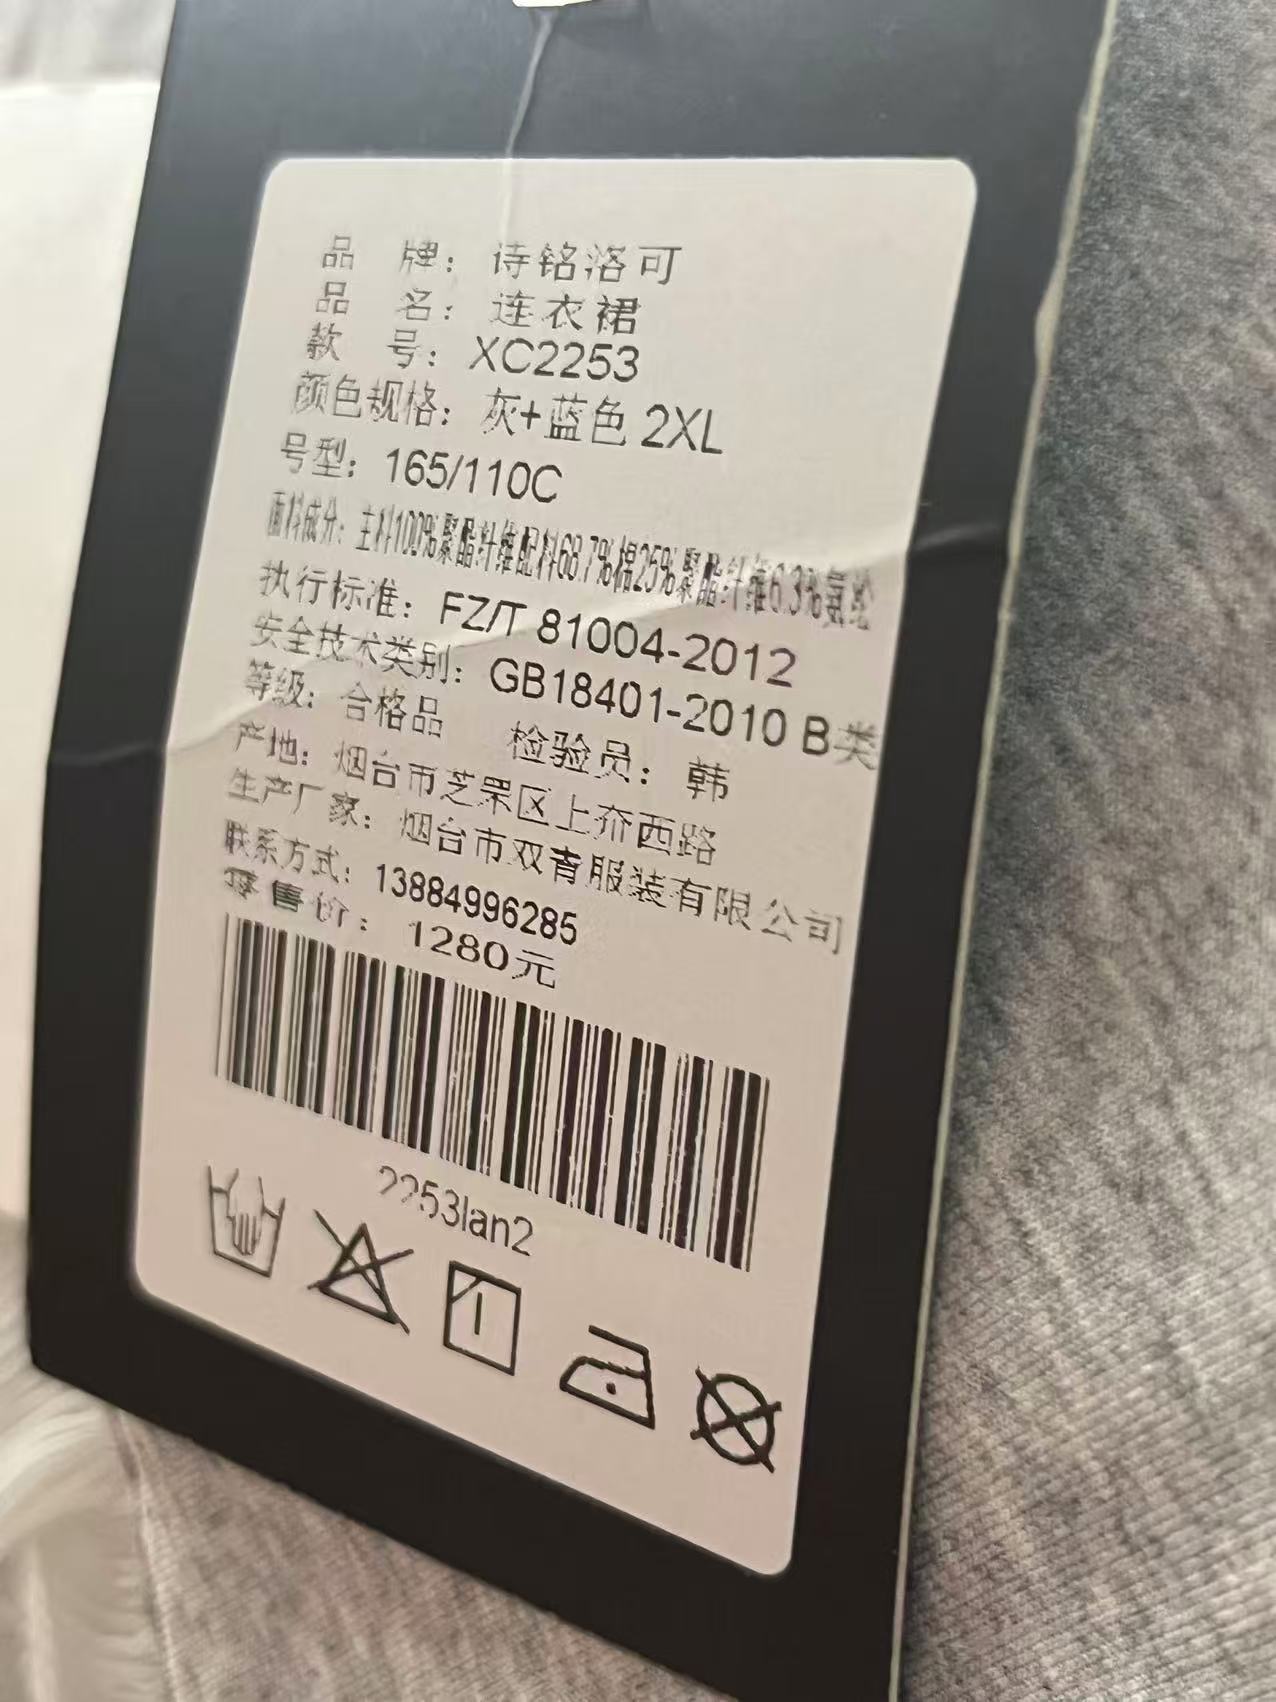 品 牌： 诗铭洛可
品 名： 连衣裙
款 号： XC2253
颜色规格： 灰+蓝色 2XL
号型： 165/110C
面料成分： 主料100%聚酯纤维配料68.7%棉25%聚酯纤维6.3%氨纶
执行标准： FZ/T 81004-2012
安全技术类别： GB18401-2010 B类
等级： 合格品 检验员： 韩
产地： 烟台市芝罘区上夼西路
生产厂家： 烟台市双青服装有限公司
联系方式： 13884996285
零售价： 1280元
2253lan2